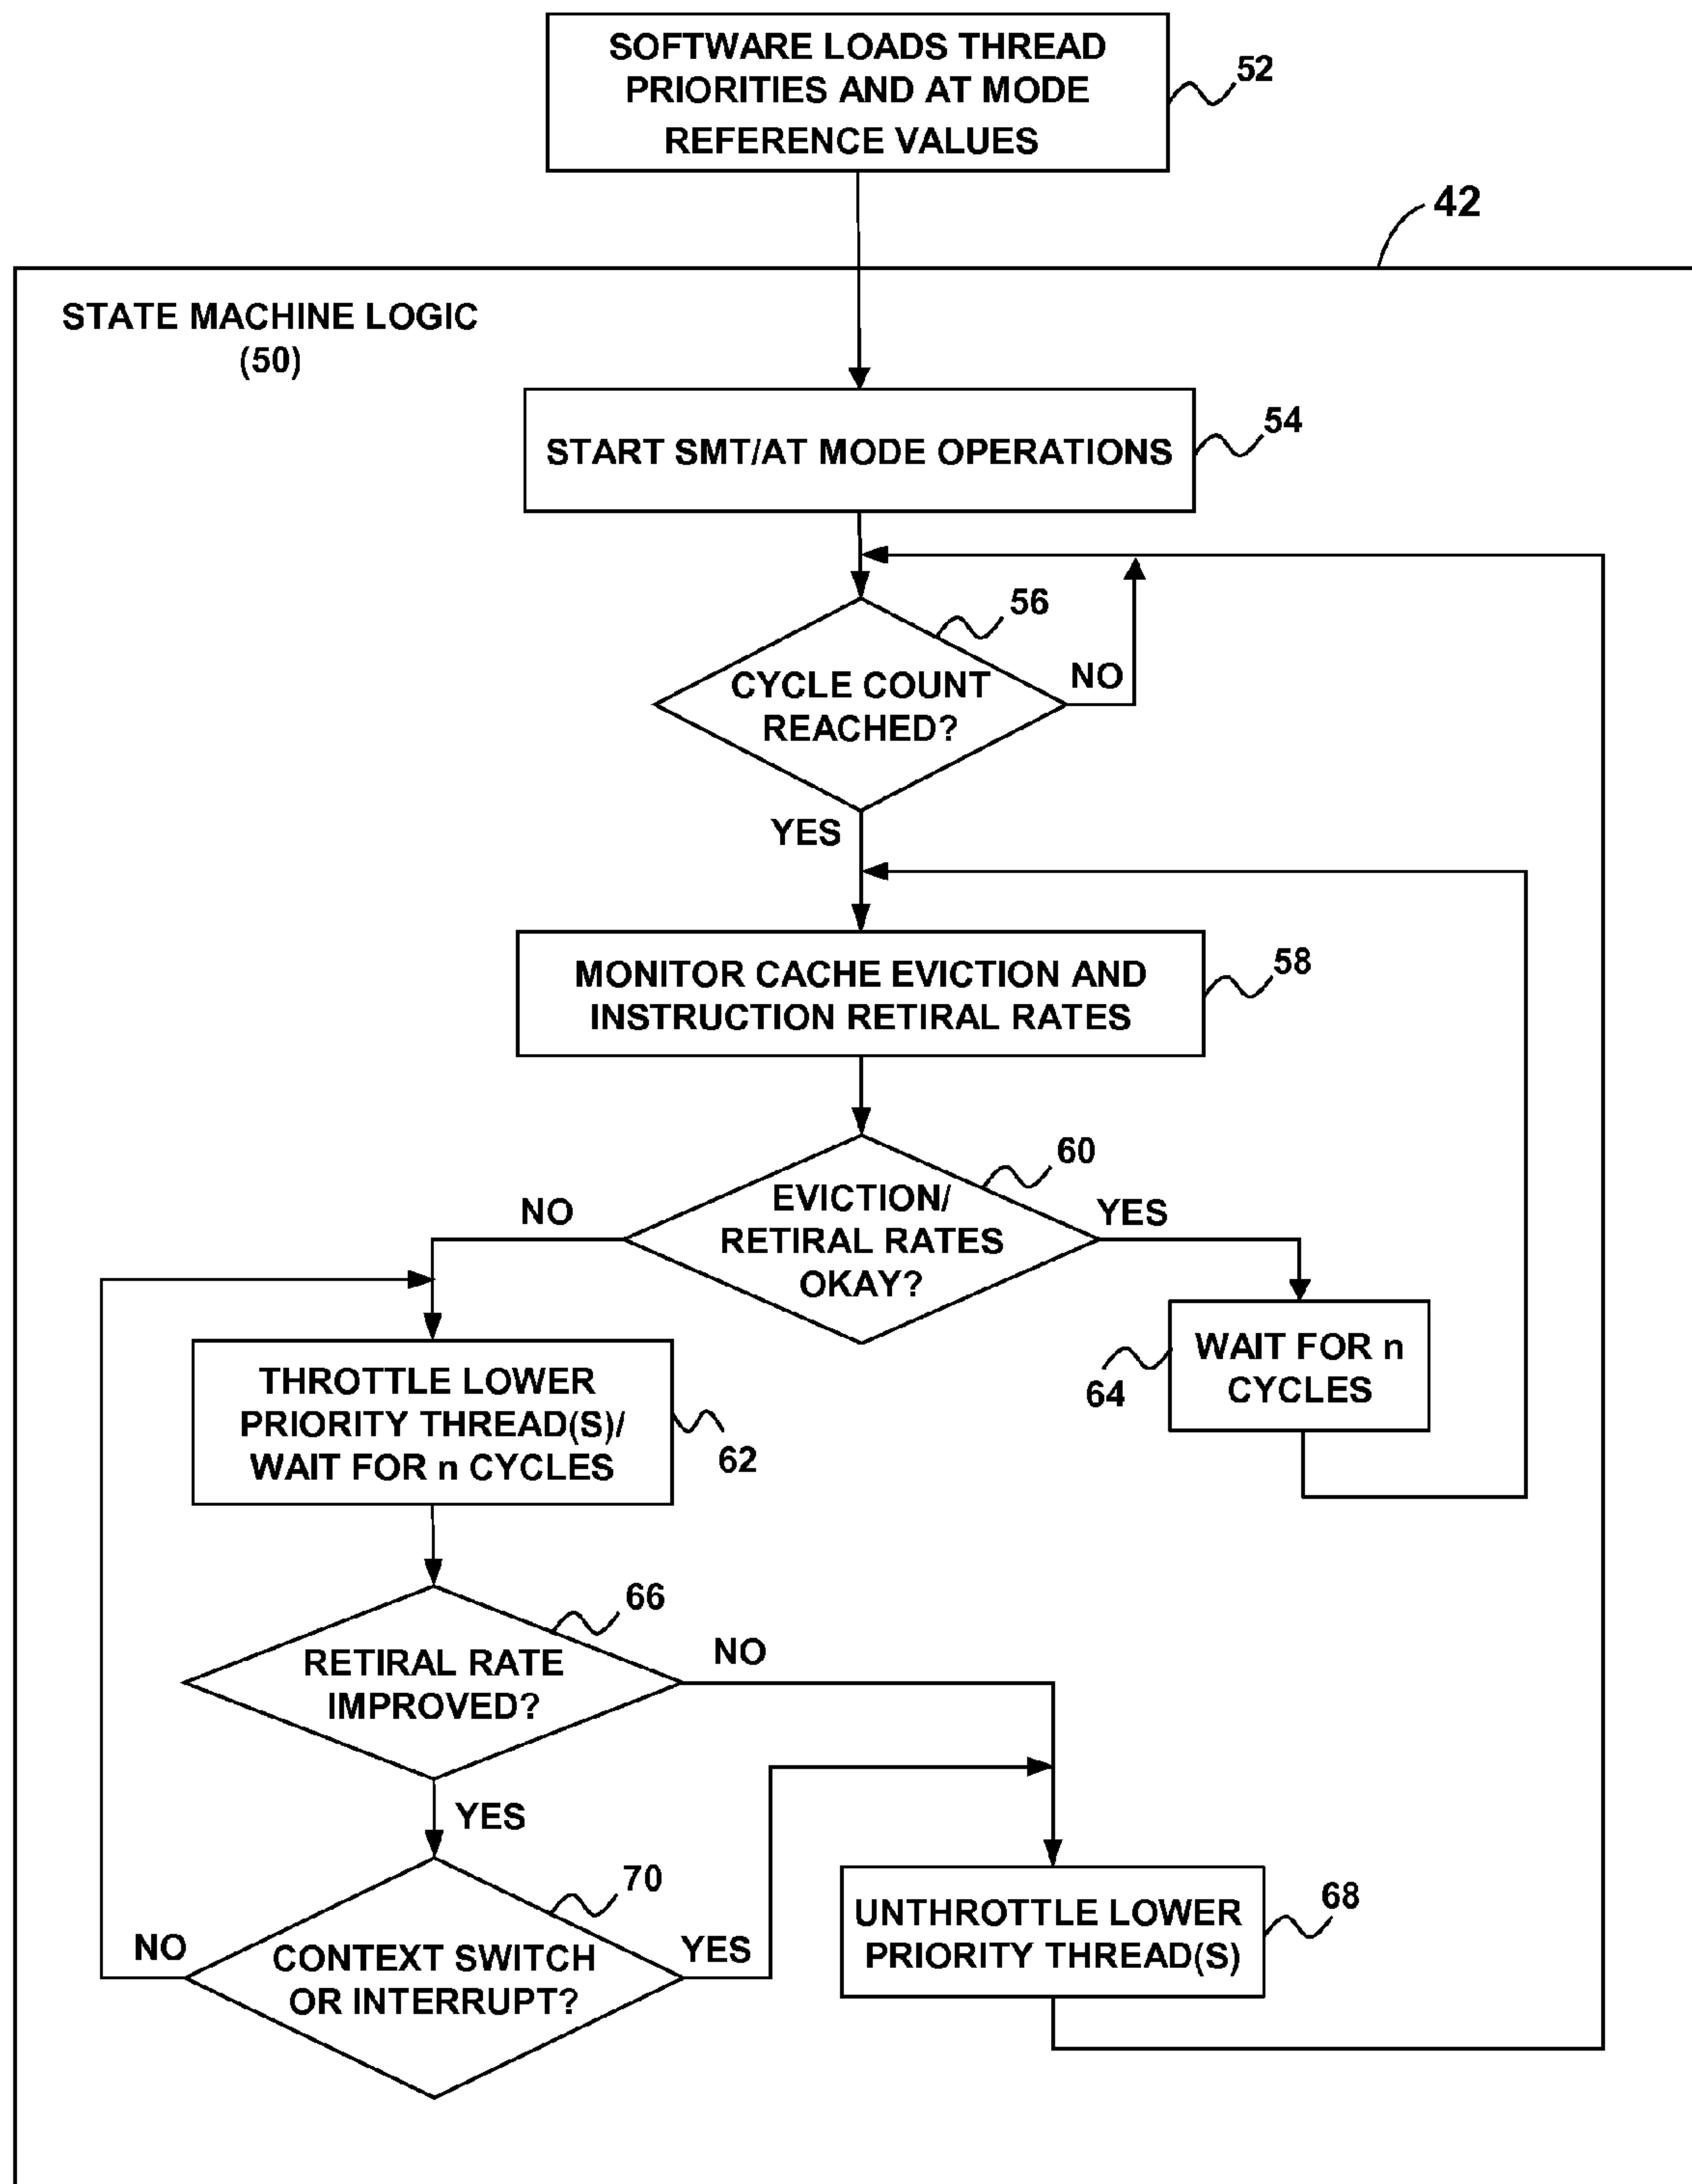 SOFTWARE LOADS THREAD
PRIORITIES AND AT MODE
REFERENCE VALUES
52
42
STATE MACHINE LOGIC
(50)
START SMT/AT MODE OPERATIONS
54
56
CYCLE COUNT
REACHED?
NO
YES
MONITOR CACHE EVICTION AND
INSTRUCTION RETIRAL RATES
58
60
EVICTION/
RETIRAL RATES
OKAY?
NO
YES
WAIT FOR n
CYCLES
64
THROTTLE LOWER
PRIORITY THREAD(S)/
WAIT FOR n CYCLES
62
66
RETIRAL RATE
IMPROVED?
NO
YES
70
CONTEXT SWITCH
OR INTERRUPT?
NO
YES
UNTHROTTLE LOWER
PRIORITY THREAD(S)
68